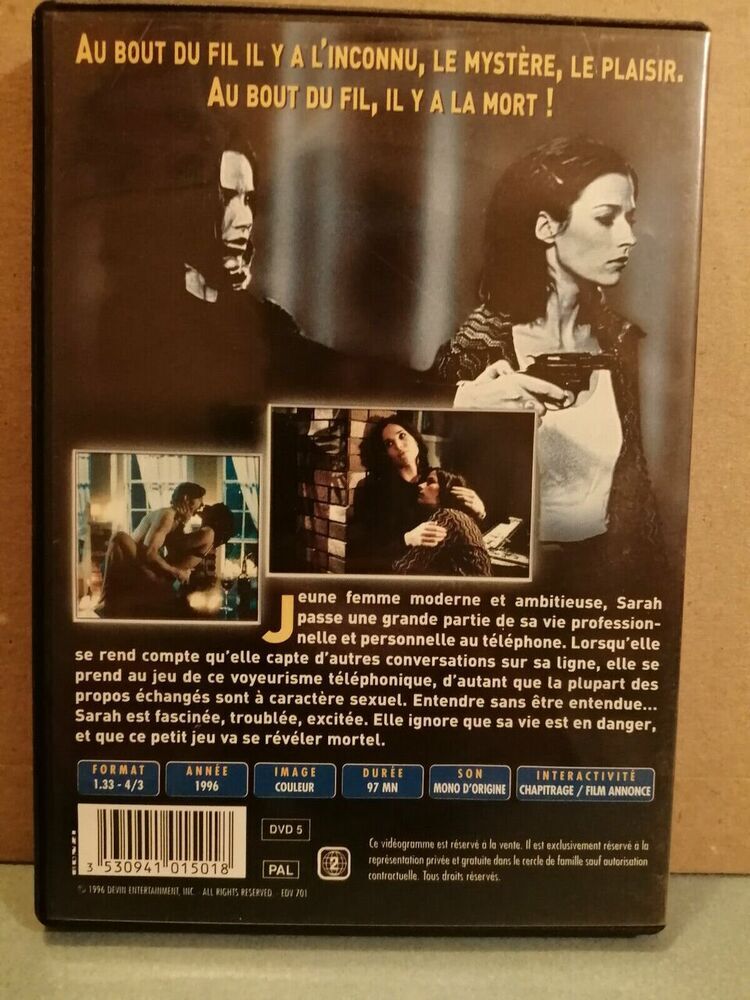 AU BOUT DU FIL IL Y A L'INCONNU, LE MYSTÈRE, LE PLAISIR.
AU BOUT DU FIL, IL Y A LA MORT !
Jeune femme moderne et ambitieuse, Sarah
passe une grande partie de sa vie profession-
nelle et personnelle au téléphone. Lorsqu'elle
se rend compte qu'elle capte d'autres conversations sur sa ligne, elle se
prend au jeu de ce voyeurisme téléphonique, d'autant que la plupart des
propos échangés sont à caractère sexuel. Entendre sans être entendue...
Sarah est fascinée, troublée, excitée. Elle ignore que sa vie est en danger,
et que ce petit jeu va se révéler mortel.
FORMAT
1.33 - 4/3
ANNÉE
1996
IMAGE
COULEUR
DURÉE
97 MN
SON
MONO D'ORIGINE
INTERACTIVITÉ
CHAPITRAGE / FILM ANNONCE
3 530941 015018
DVD 5
PAL
2
Ce vidéogramme est réservé à la vente. Il est exclusivement réservé à la
représentation privée et gratuite dans le cercle de famille sauf autorisation
contractuelle. Tous droits réservés.
© 1996 DEVIN ENTERTAINMENT, INC. - ALL RIGHTS RESERVED. EDV 701